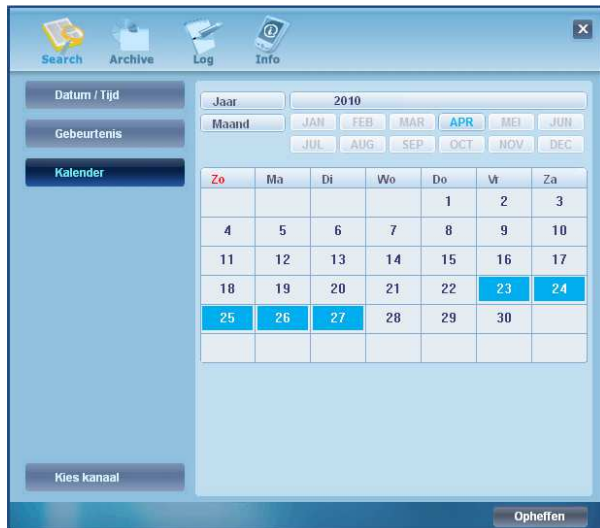 Search Archive Log Info
Datum / Tijd
Gebeurtenis
Kalender
Kies kanaal
Jaar 2010
Maand JAN FEB MAR APR MEI JUN
JUL AUG SEP OCT NOV DEC
Zo Ma Di Wo Do Vr Za
1 2 3
4 5 6 7 8 9 10
11 12 13 14 15 16 17
18 19 20 21 22 23 24
25 26 27 28 29 30
Opheffen